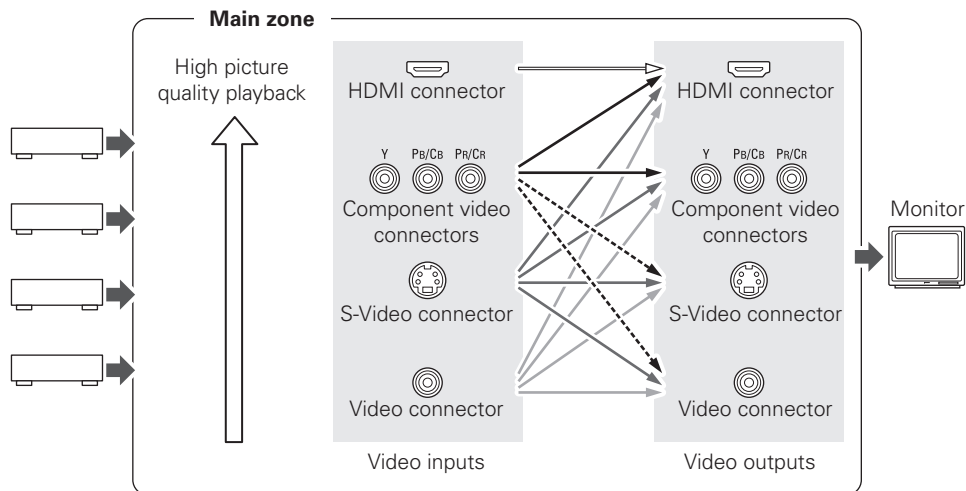 Main zone
High picture
quality playback
HDMI connector
Y PB/CB PR/CR
Component video
connectors
S-Video connector
Video connector
Video inputs
HDMI connector
Y PB/CB PR/CR
Component video
connectors
S-Video connector
Video connector
Video outputs
Monitor